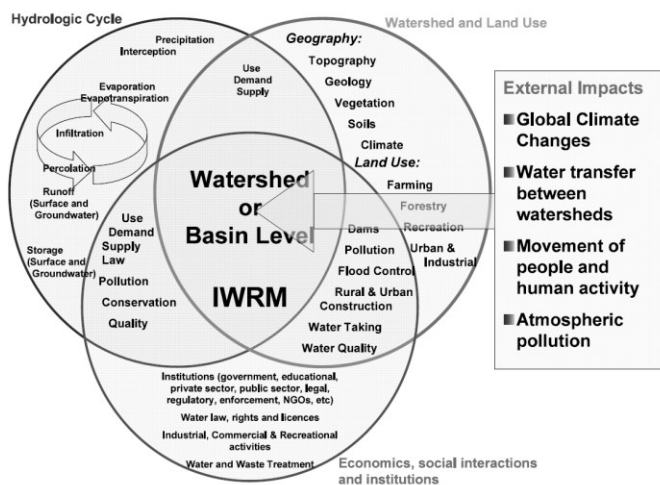 Hydrologic Cycle
Precipitation
Interception
Evaporation
Evapotranspiration
Infiltration
Percolation
Runoff
(Surface and
Groundwater)
Storage
(Surface and
Groundwater)
Watershed and Land Use
Geography:
Topography
Geology
Vegetation
Soils
Climate
Land Use:
Farming
Forestry
Recreation
Urban &
Industrial
Use
Demand
Supply
Watershed
or
Basin Level
IWRM
Use
Demand
Supply
Law
Pollution
Conservation
Quality
Dams
Pollution
Flood Control
Rural & Urban
Construction
Water Taking
Water Quality
Institutions (government, educational,
private sector, public sector, legal,
regulatory, enforcement, NGOs, etc)
Water law, rights and licences
Industrial, Commercial & Recreational
activities
Water and Waste Treatment
Economics, social interactions
and institutions
External Impacts
Global Climate
Changes
Water transfer
between
watersheds
Movement of
people and
human activity
Atmospheric
pollution